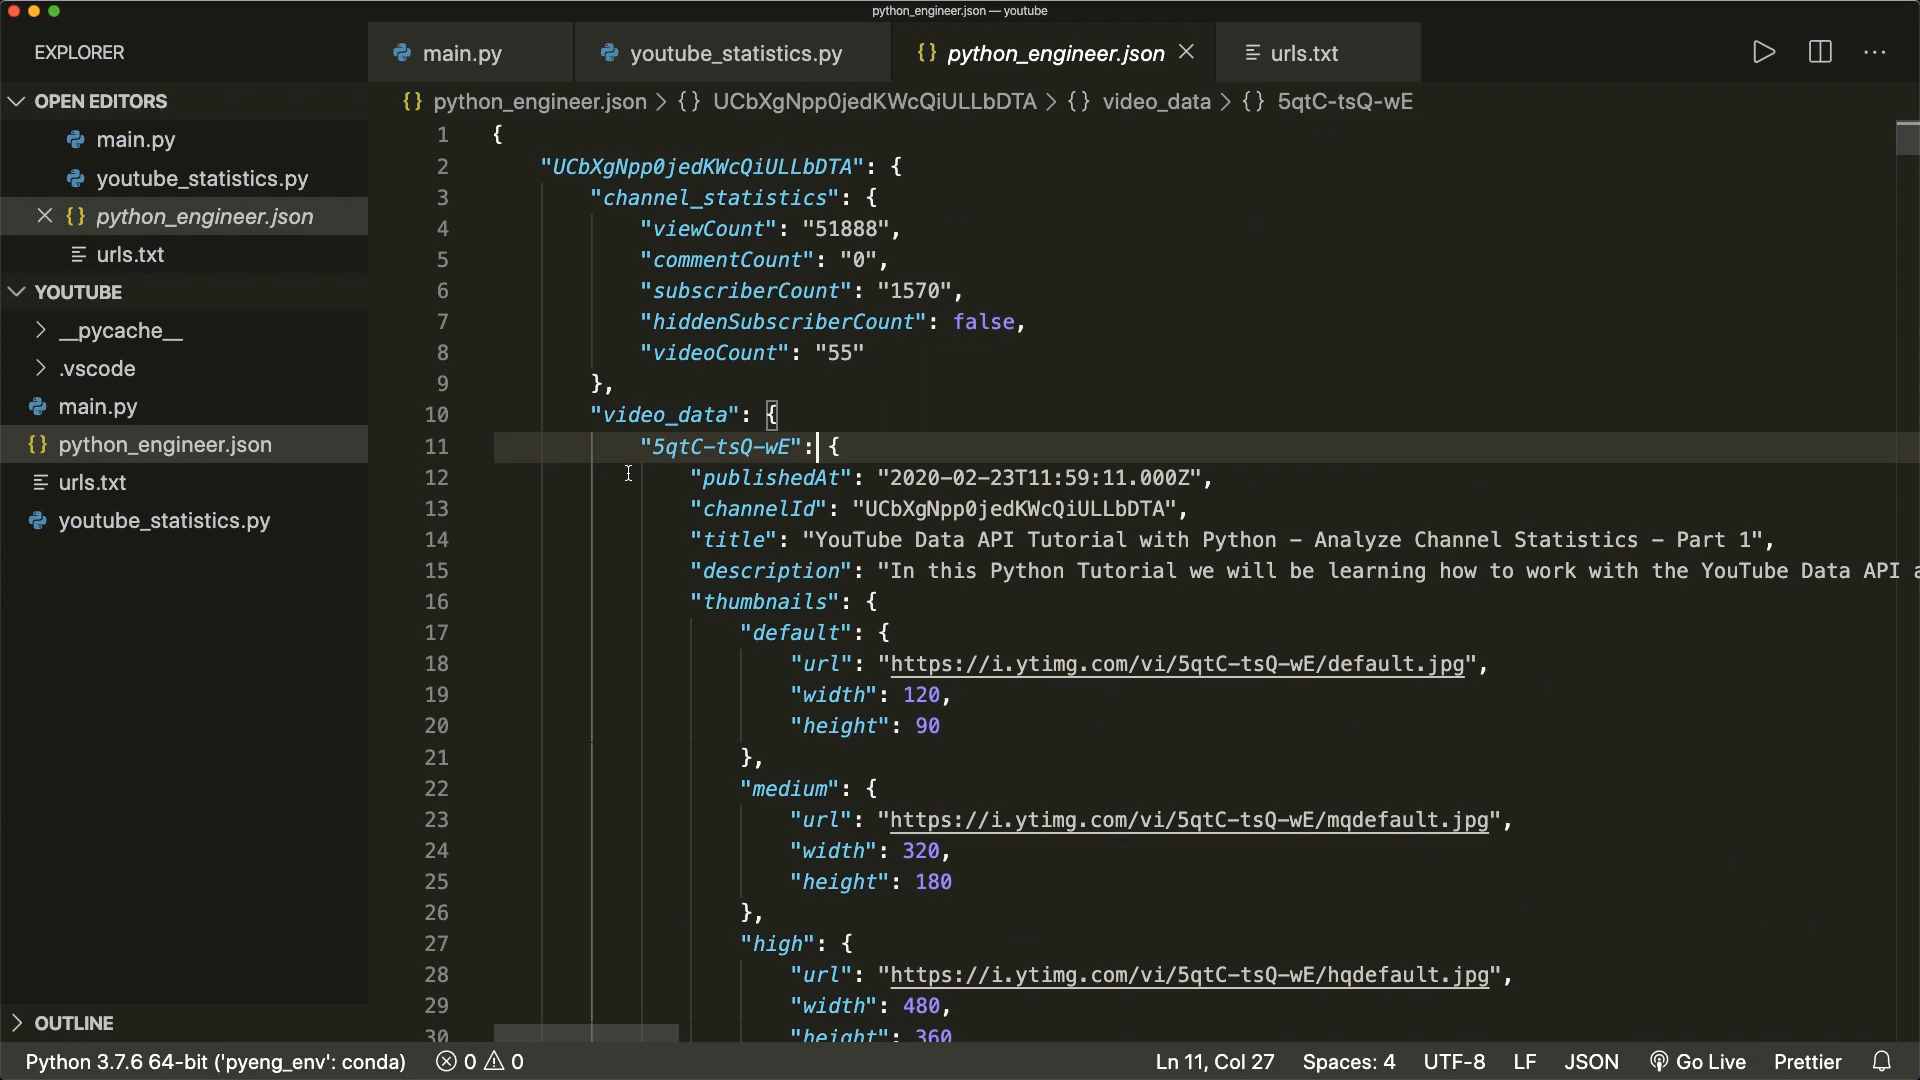 python_engineer.json — youtube
EXPLORER
main.py
youtube_statistics.py
python_engineer.json
urls.txt
OPEN EDITORS
main.py
youtube_statistics.py
python_engineer.json
urls.txt
YOUTUBE
__pycache__
.vscode
main.py
python_engineer.json
urls.txt
youtube_statistics.py
OUTLINE
{} python_engineer.json > {} UCbXgNpp0jedKWcQiULLbDTA > {} video_data > {} 5qtC-tsQ-wE
1 {
2 "UCbXgNpp0jedKWcQiULLbDTA": {
3 "channel_statistics": {
4 "viewCount": "51888",
5 "commentCount": "0",
6 "subscriberCount": "1570",
7 "hiddenSubscriberCount": false,
8 "videoCount": "55"
9 },
10 "video_data": {
11 "5qtC-tsQ-wE": {
12 "publishedAt": "2020-02-23T11:59:11.000Z",
13 "channelId": "UCbXgNpp0jedKWcQiULLbDTA",
14 "title": "YouTube Data API Tutorial with Python – Analyze Channel Statistics – Part 1",
15 "description": "In this Python Tutorial we will be learning how to work with the YouTube Data API
16 "thumbnails": {
17 "default": {
18 "url": "https://i.ytimg.com/vi/5qtC-tsQ-wE/default.jpg",
19 "width": 120,
20 "height": 90
21 },
22 "medium": {
23 "url": "https://i.ytimg.com/vi/5qtC-tsQ-wE/mqdefault.jpg",
24 "width": 320,
25 "height": 180
26 },
27 "high": {
28 "url": "https://i.ytimg.com/vi/5qtC-tsQ-wE/hqdefault.jpg",
29 "width": 480,
30 "height": 360
Python 3.7.6 64-bit ('pyeng_env': conda) 0 0 Ln 11, Col 27 Spaces: 4 UTF-8 LF JSON Go Live Prettier